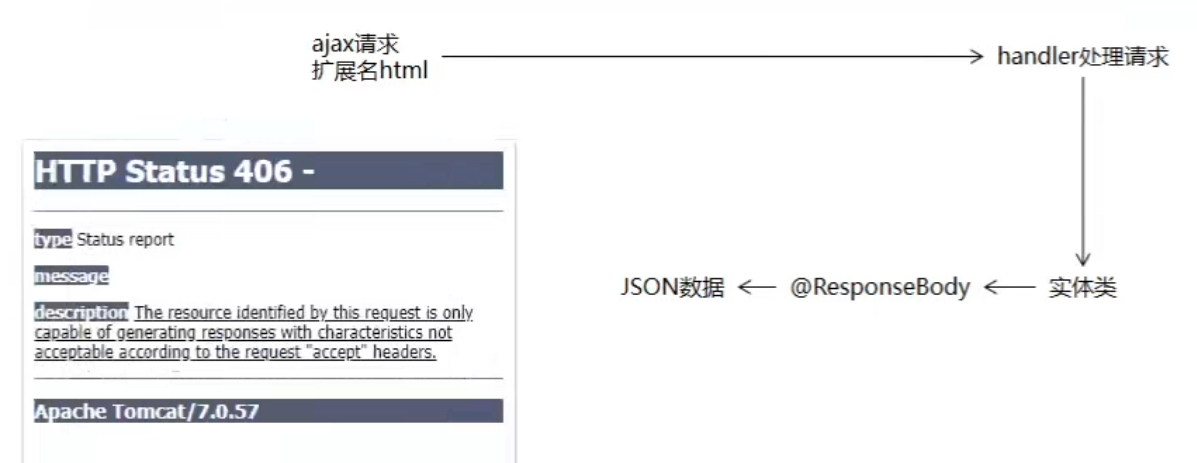 ajax请求
扩展名html
handler处理请求
HTTP Status 406 -
type Status report
message
description The resource identified by this request is only
capable of generating responses with characteristics not
acceptable according to the request "accept" headers.
JSON数据
@ResponseBody
实体类
Apache Tomcat/7.0.57